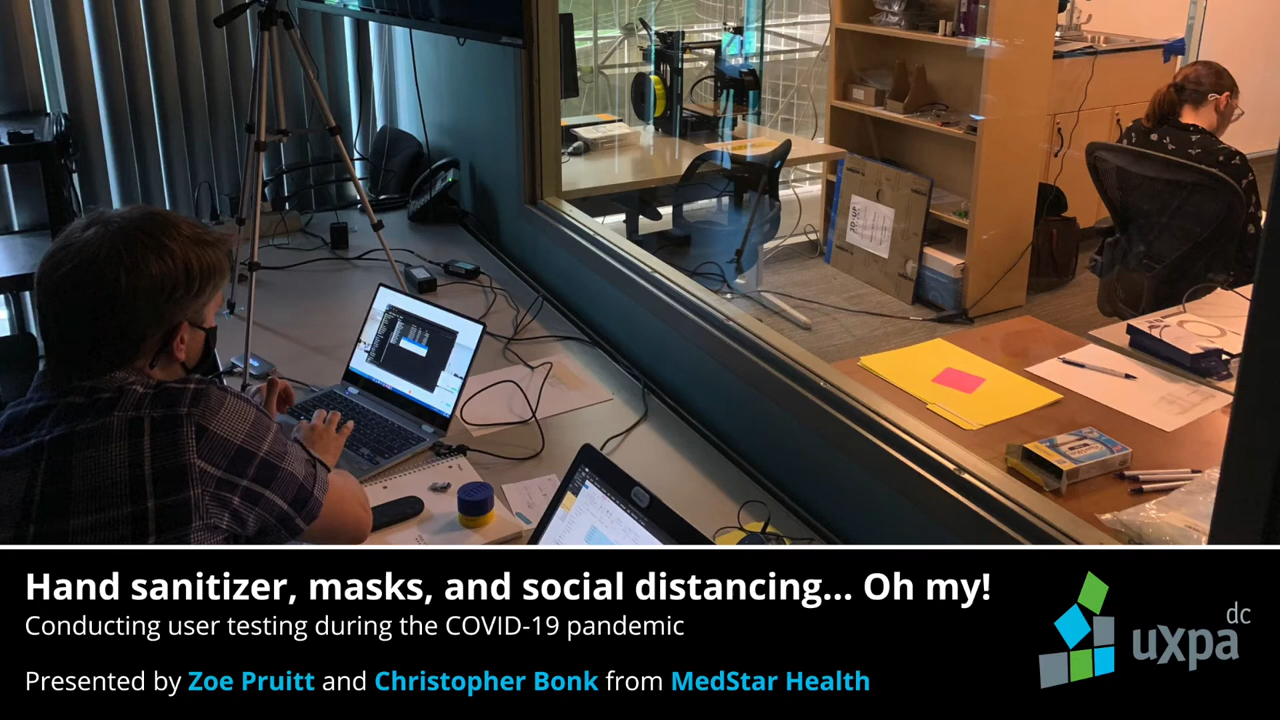 Hand sanitizer, masks, and social distancing... Oh my!
Conducting user testing during the COVID-19 pandemic
Presented by Zoe Pruitt and Christopher Bonk from MedStar Health
uxpa dc